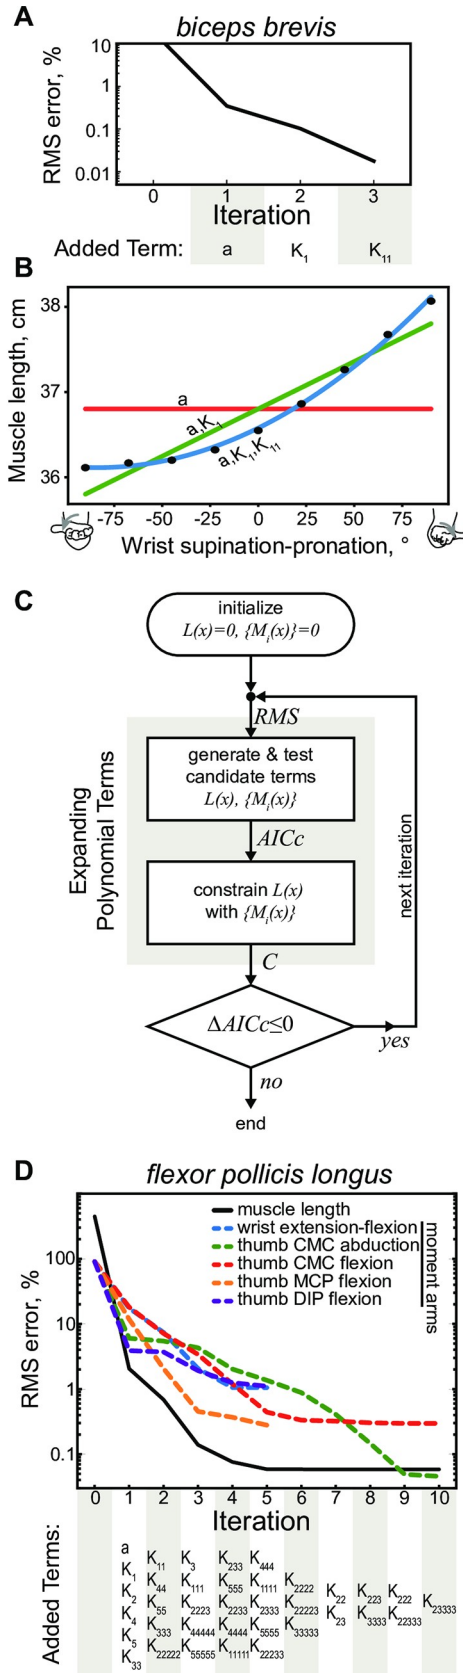 A
biceps brevis
RMS error, %
10
1
0.1
0.01
0 1 2 3
Iteration
Added Term: a K1 K11
B
Muscle length, cm
38
37
36
a
a,K1
a,K1,K11
-75 -50 -25 0 25 50 75
Wrist supination-pronation, °
C
initialize
L(x)=0, {Mi(x)}=0
RMS
generate & test
candidate terms
L(x), {Mi(x)}
AICc
constrain L(x)
with {Mi(x)}
C
Expanding
Polynomial Terms
next iteration
ΔAICc≤0
yes
no
end
D
flexor pollicis longus
muscle length
wrist extension-flexion
thumb CMC abduction
thumb CMC flexion
thumb MCP flexion
thumb DIP flexion
moment arms
RMS error, %
100
10
1
0.1
0 1 2 3 4 5 6 7 8 9 10
Iteration
Added Terms:
a
K1
K2
K4
K5
K33
K11
K44
K55
K333
K22222
K3
K111
K2223
K44444
K55555
K233
K555
K2233
K4444
K11111
K444
K1111
K2333
K5555
K22233
K2222
K22223
K33333
K22
K23
K223
K3333
K222
K22333
K23333